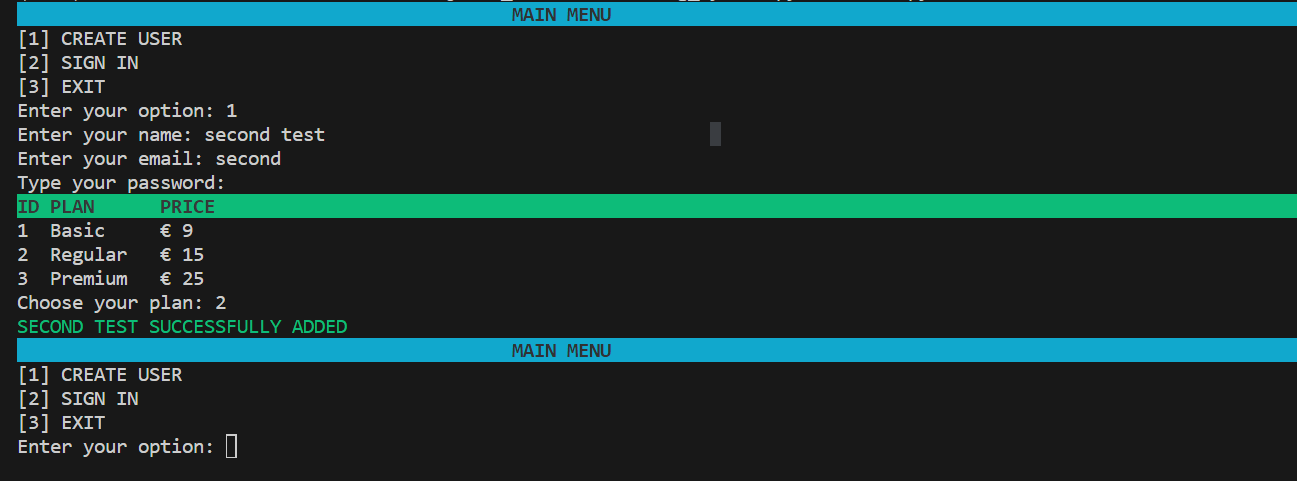 MAIN MENU
[1] CREATE USER
[2] SIGN IN
[3] EXIT
Enter your option: 1
Enter your name: second test
Enter your email: second
Type your password:
ID PLAN      PRICE
1  Basic     € 9
2  Regular   € 15
3  Premium   € 25
Choose your plan: 2
SECOND TEST SUCCESSFULLY ADDED
MAIN MENU
[1] CREATE USER
[2] SIGN IN
[3] EXIT
Enter your option: